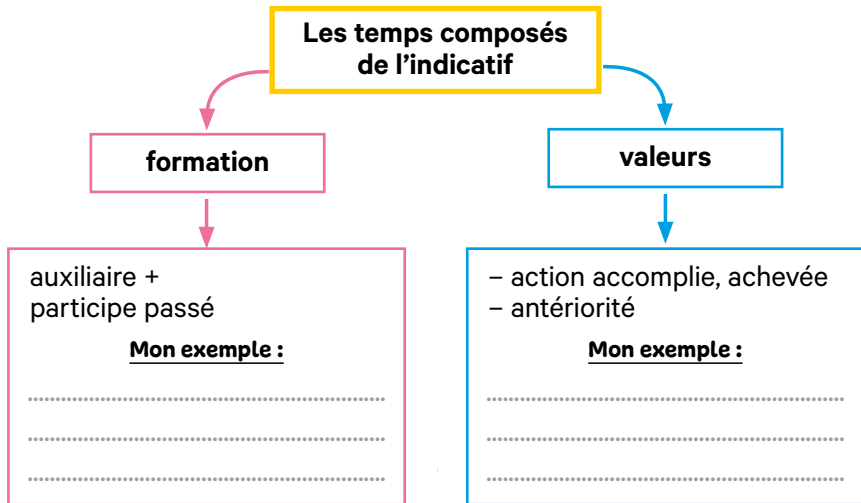 Les temps composés
de l'indicatif
formation
valeurs
auxiliaire +
participe passé
Mon exemple :
– action accomplie, achevée
– antériorité
Mon exemple :